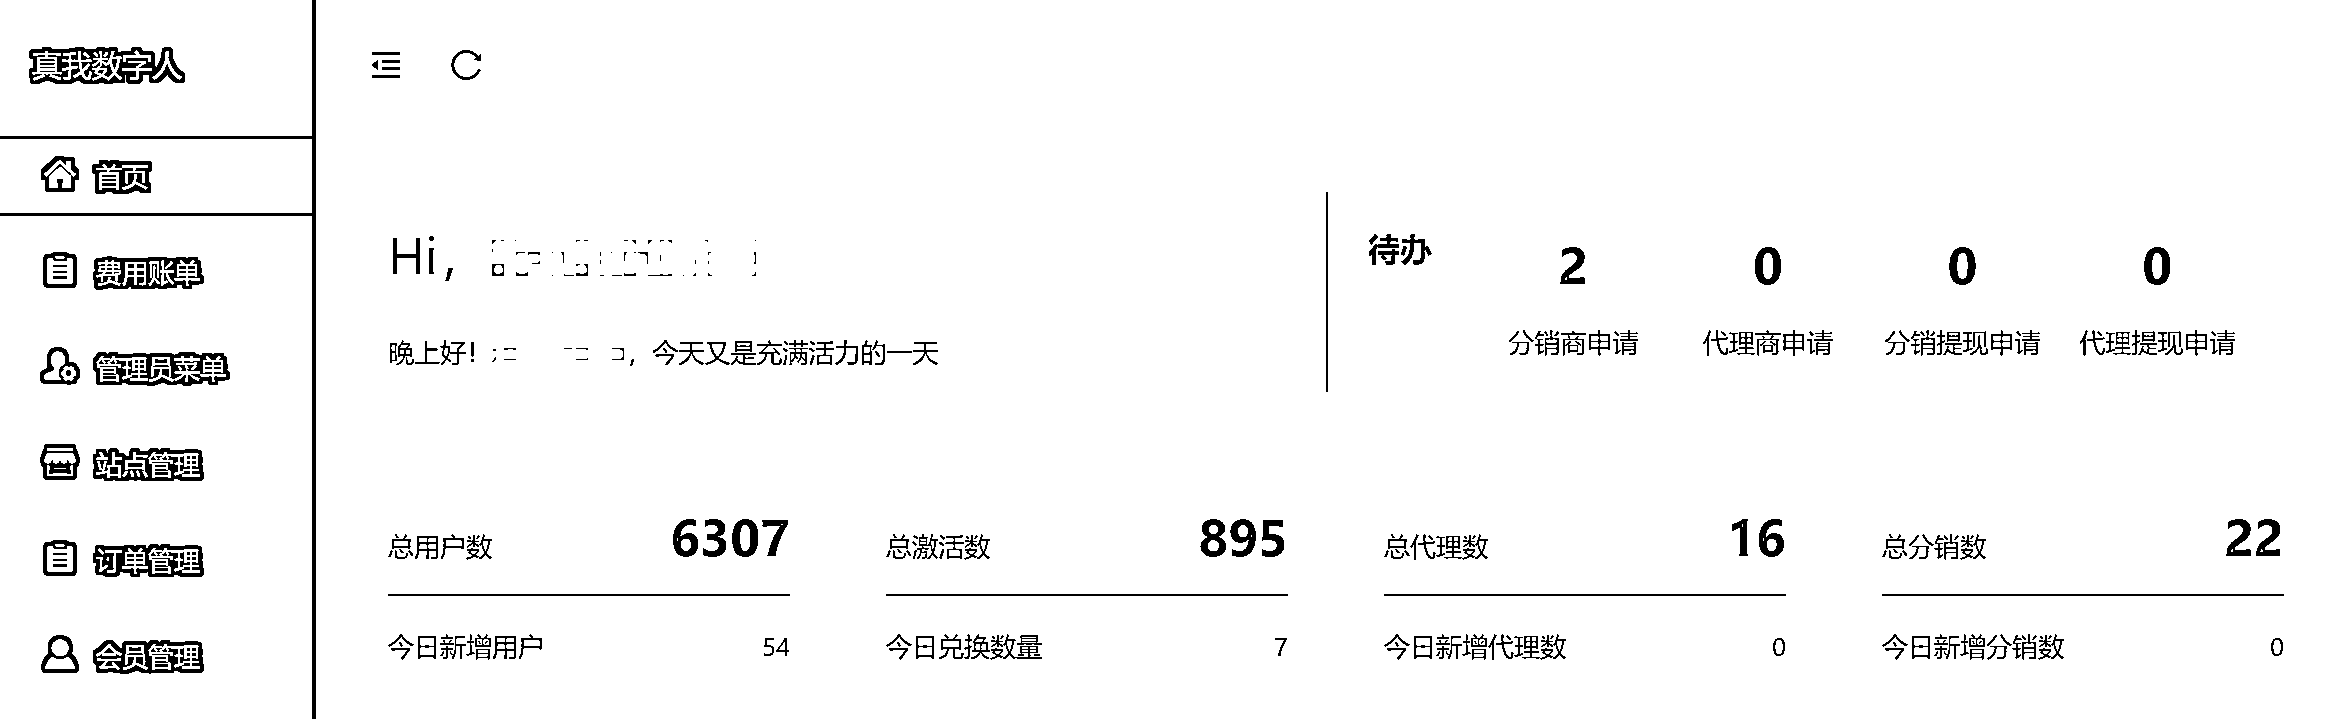 真我数字人
首页
费用账单
管理员菜单
站点管理
订单管理
会员管理
Hi,
晚上好! ，今天又是充满活力的一天
待办
2 0 0 0
分销商申请 代理商申请 分销提现申请 代理提现申请
总用户数 6307 总激活数 895 总代理数 16 总分销数 22
今日新增用户 54 今日兑换数量 7 今日新增代理数 0 今日新增分销数 0